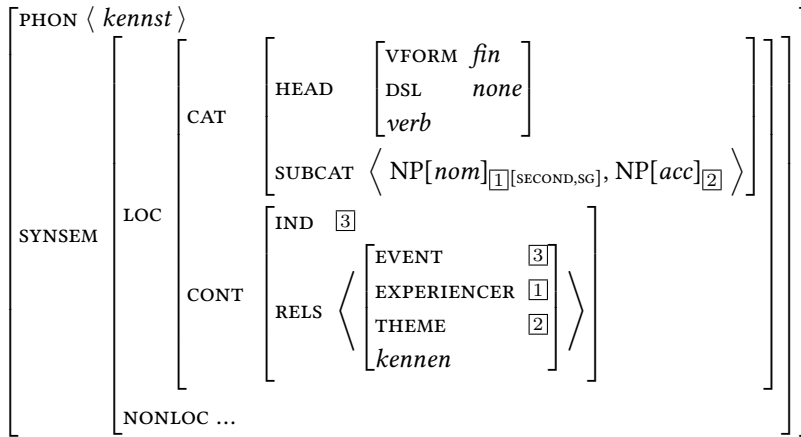 PHON ⟨ kennst ⟩
VFORM fin
HEAD DSL none
CAT verb
SUBCAT ⟨ NP[nom]1[SECOND,SG], NP[acc]2 ⟩
LOC IND 3
SYNSEM EVENT 3
CONT EXPERIENCER 1
RELS ⟨ THEME 2 ⟩
kennen
NONLOC ...